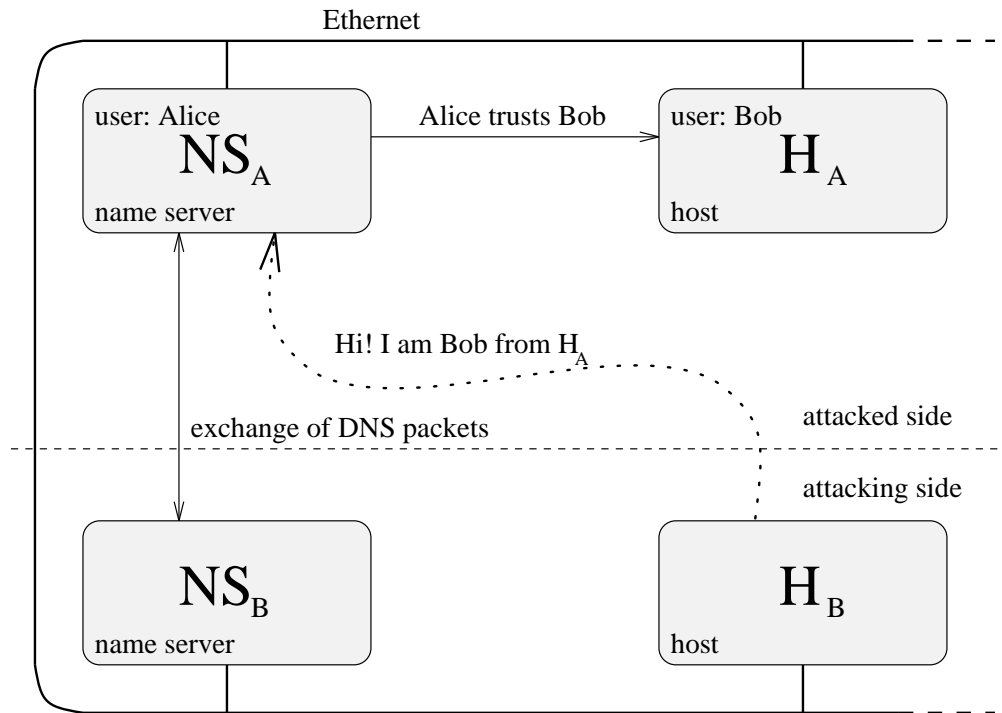 Ethernet
user: Alice
NS_A
name server
Alice trusts Bob
user: Bob
H_A
host
Hi! I am Bob from H_A
exchange of DNS packets
attacked side
attacking side
NS_B
name server
H_B
host